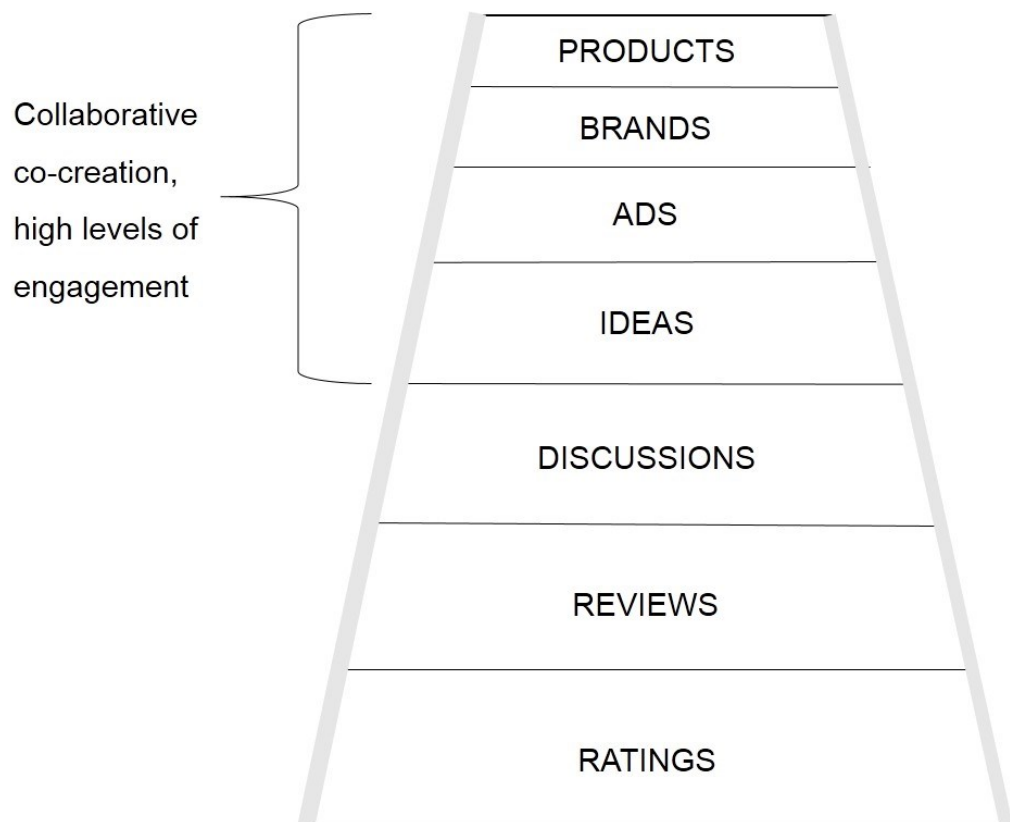 PRODUCTS
BRANDS
ADS
IDEAS
DISCUSSIONS
REVIEWS
RATINGS
Collaborative
co-creation,
high levels of
engagement